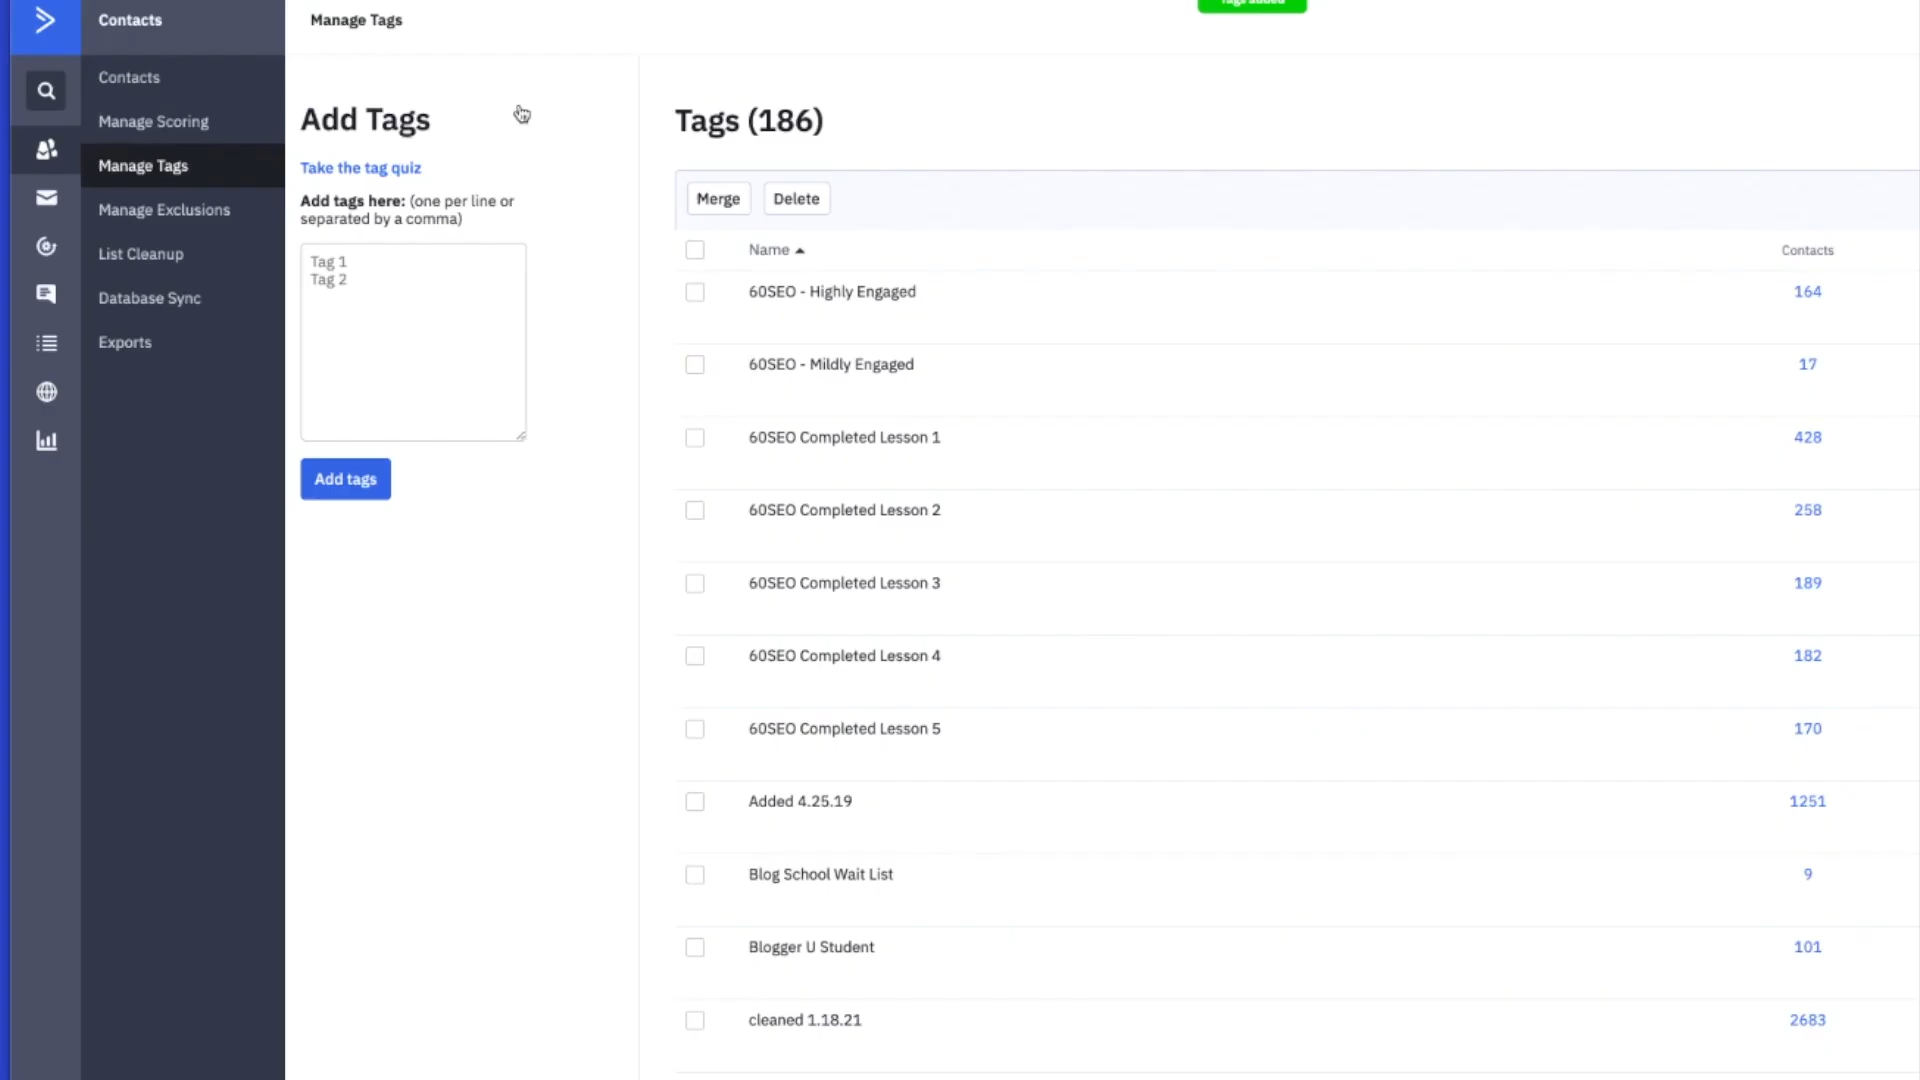 Contacts
Manage Tags
Tags added
Contacts
Manage Scoring
Manage Tags
Manage Exclusions
List Cleanup
Database Sync
Exports
Add Tags
Take the tag quiz
Add tags here: (one per line or
separated by a comma)
Tag 1
Tag 2
Add tags
Tags (186)
Merge Delete
Name Contacts
60SEO - Highly Engaged 164
60SEO - Mildly Engaged 17
60SEO Completed Lesson 1 428
60SEO Completed Lesson 2 258
60SEO Completed Lesson 3 189
60SEO Completed Lesson 4 182
60SEO Completed Lesson 5 170
Added 4.25.19 1251
Blog School Wait List 9
Blogger U Student 101
cleaned 1.18.21 2683